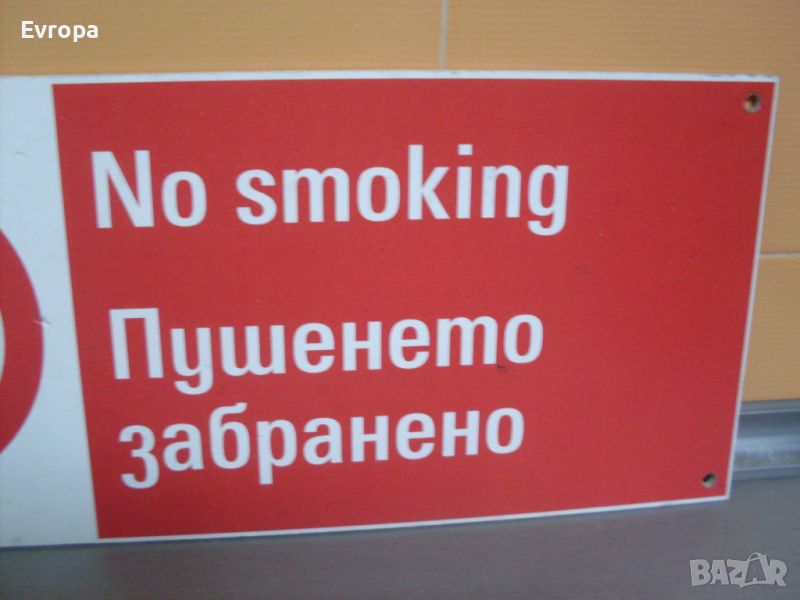 Evropa
No smoking
Пушенето
забранено
BAZAR